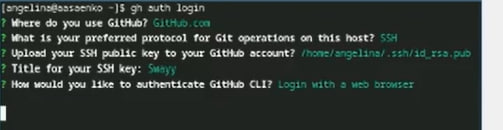 [angelina@aasaenko ~]$ gh auth login
? Where do you use GitHub? GitHub.com
? What is your preferred protocol for Git operations on this host? SSH
? Upload your SSH public key to your GitHub account? /home/angelina/.ssh/id_rsa.pub
? Title for your SSH key: Swayy
? How would you like to authenticate GitHub CLI? Login with a web browser